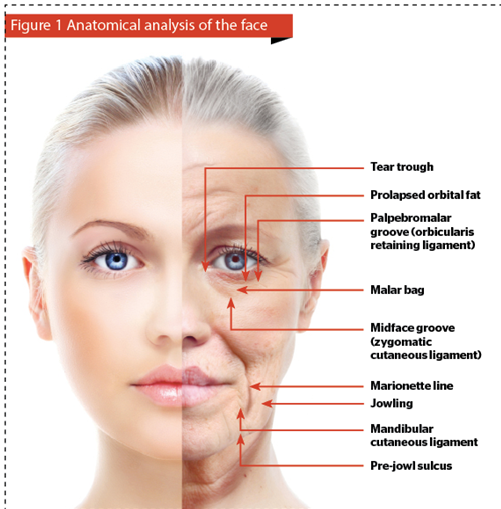 Figure 1 Anatomical analysis of the face
Tear trough
Prolapsed orbital fat
Palpebromalar
groove (orbicularis
retaining ligament)
Malar bag
Midface groove
(zygomatic
cutaneous ligament)
Marionette line
Jowling
Mandibular
cutaneous ligament
Pre-jowl sulcus